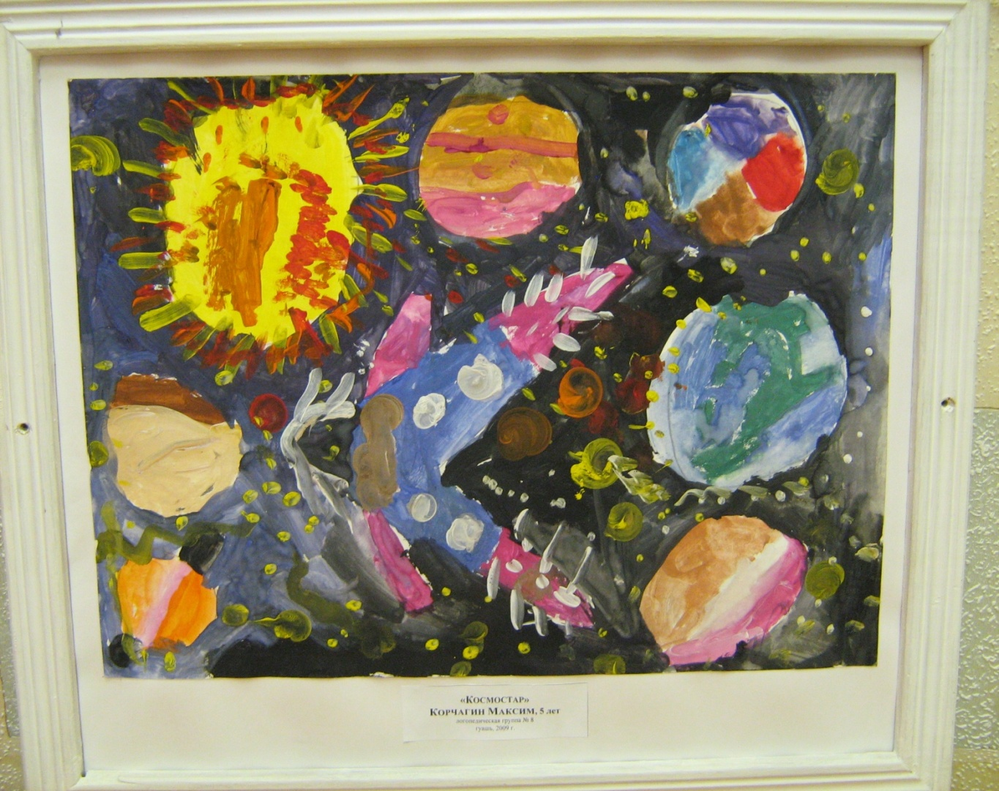 «Космостар»
Корчагин Максим, 5 лет
логопедическая группа № 8
гуашь, 2009 г.